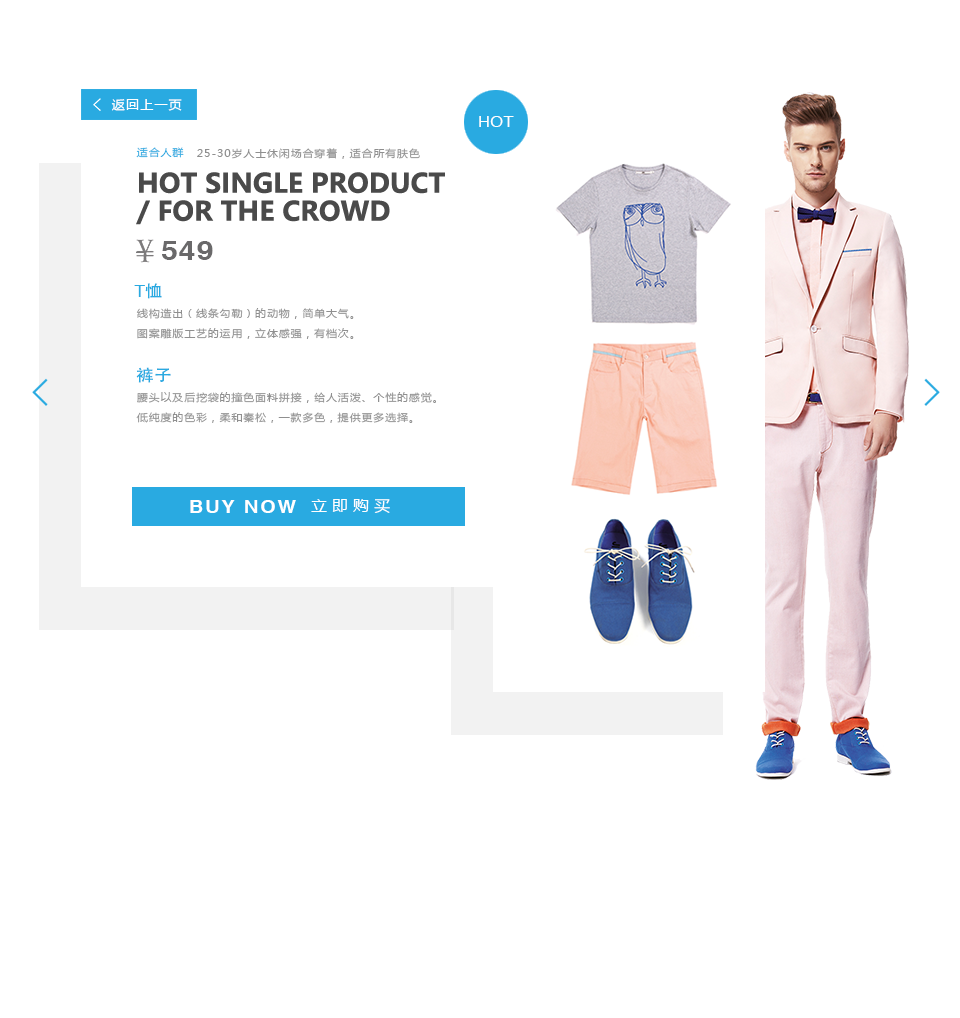 返回上一页
HOT
适合人群 25-30岁人士休闲场合穿着，适合所有肤色
HOT SINGLE PRODUCT
/ FOR THE CROWD
¥ 549
T恤
线构造出（线条勾勒）的动物，简单大气。
图案雕版工艺的运用，立体感强，有档次。
裤子
腰头以及后挖袋的撞色面料拼接，给人活泼、个性的感觉。
低纯度的色彩，柔和秦松，一款多色，提供更多选择。
BUY NOW 立即购买